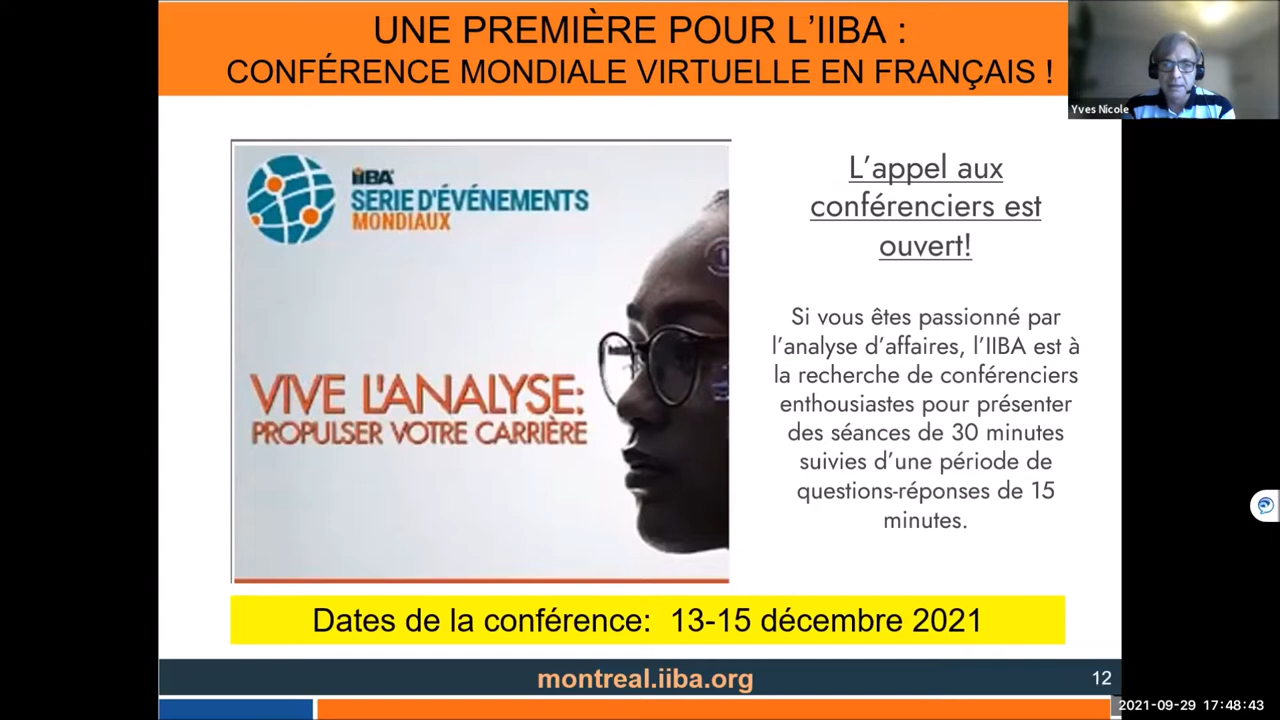 UNE PREMIÈRE POUR L'IIBA :
CONFÉRENCE MONDIALE VIRTUELLE EN FRANÇAIS !
Yves Nicole
IIBA®
SERIE D'ÉVÉNEMENTS
MONDIAUX
VIVE L'ANALYSE:
PROPULSER VOTRE CARRIÈRE
L'appel aux
conférenciers est
ouvert!
Si vous êtes passionné par
l'analyse d'affaires, l'IIBA est à
la recherche de conférenciers
enthousiastes pour présenter
des séances de 30 minutes
suivies d'une période de
questions-réponses de 15
minutes.
Dates de la conférence: 13-15 décembre 2021
montreal.iiba.org
12
2021-09-29 17:48:43